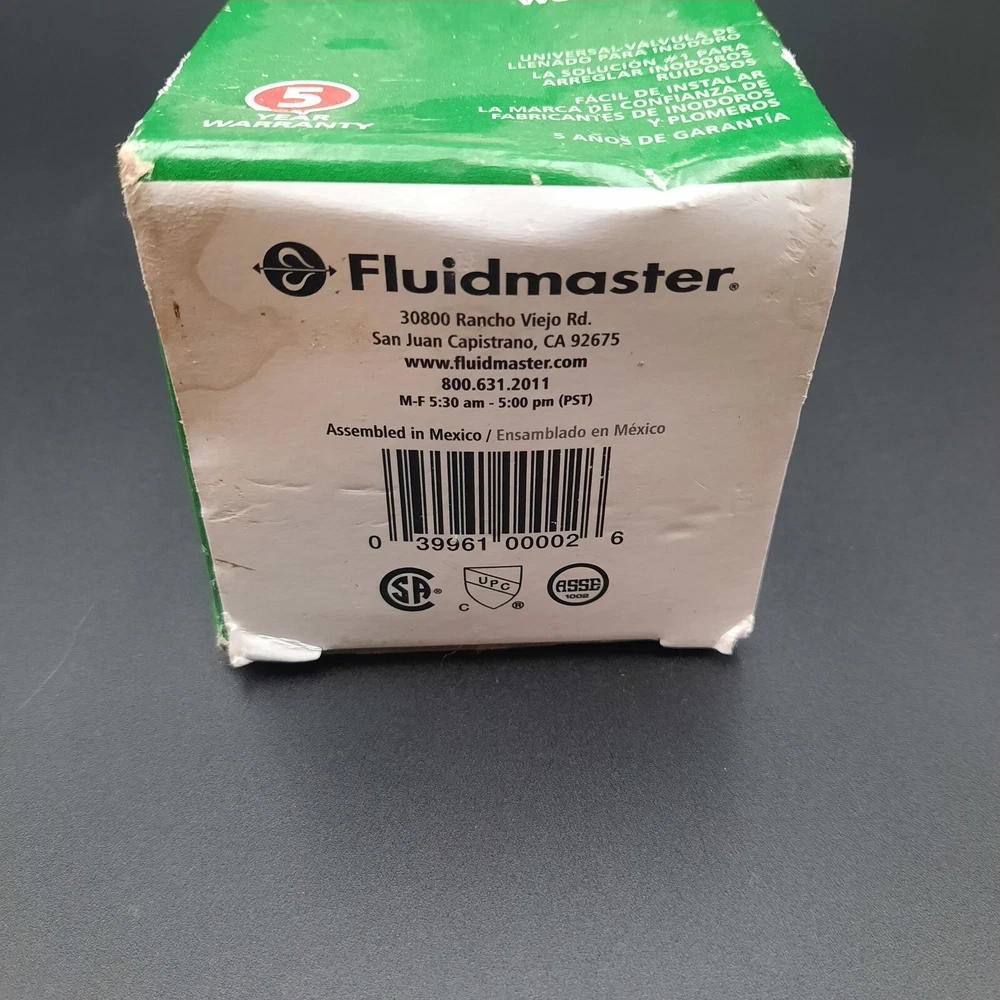 5
YEAR
WARRANTY
UNIVERSAL VÁLVULA DE
LLENADO PARA INODORO
LA SOLUCIÓN #1 PARA
ARREGLAR INODOROS
RUIDOSOS
FÁCIL DE INSTALAR
LA MARCA DE CONFIANZA DE
FABRICANTES DE INODOROS
Y PLOMEROS
5 AÑOS DE GARANTÍA
Fluidmaster®
30800 Rancho Viejo Rd.
San Juan Capistrano, CA 92675
www.fluidmaster.com
800.631.2011
M-F 5:30 am - 5:00 pm (PST)
Assembled in Mexico / Ensamblado en México
0 39961 00002 6
SA®
UPC
C ®
ASSE
1002